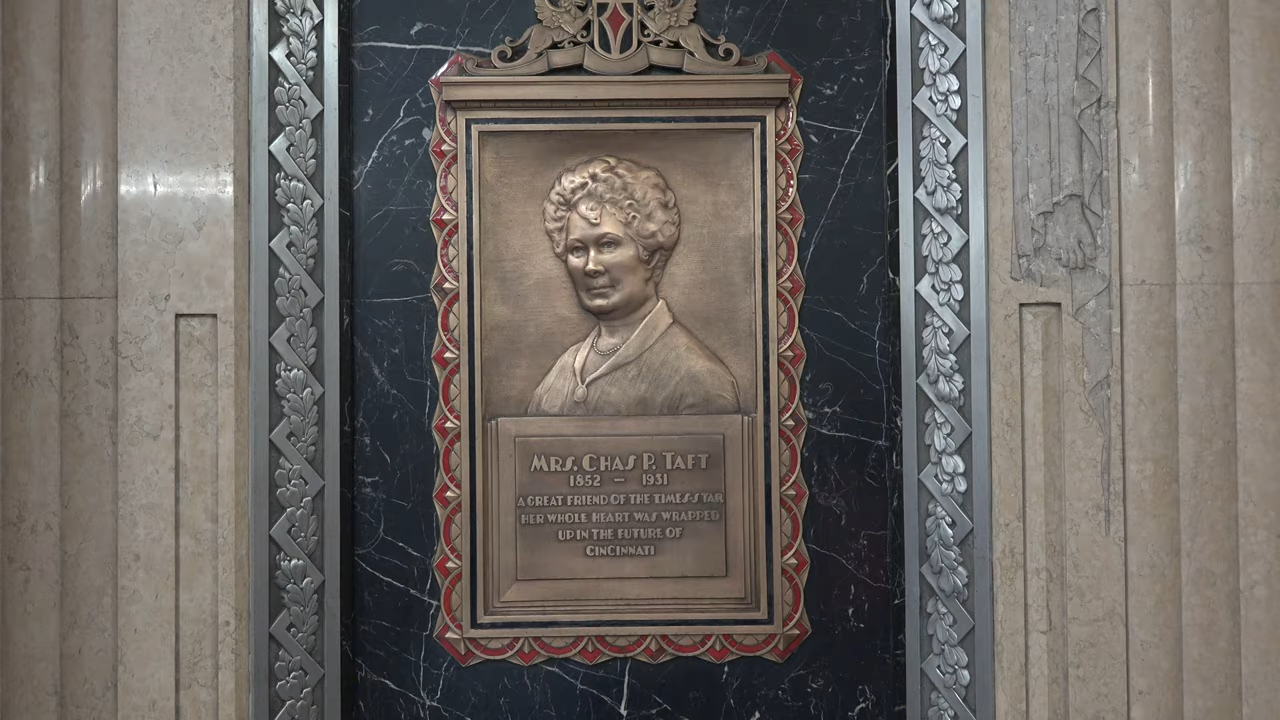 MRS. CHAS P. TAFT
1852 - 1931
A GREAT FRIEND OF THE TIMES-STAR
HER WHOLE HEART WAS WRAPPED
UP IN THE FUTURE OF
CINCINNATI